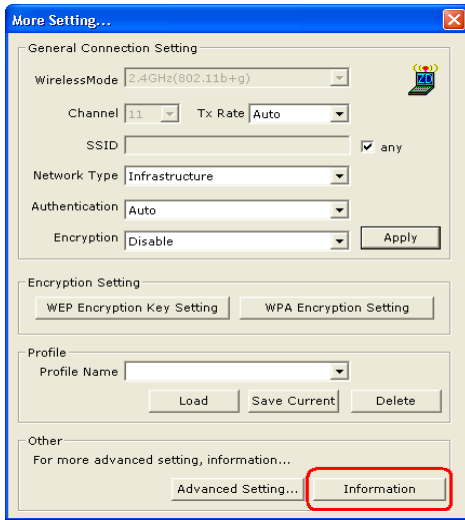 More Setting...
General Connection Setting
WirelessMode 2.4GHz(802.11b+g)
ZD
Channel 11 Tx Rate Auto
SSID any
Network Type Infrastructure
Authentication Auto
Encryption Disable Apply
Encryption Setting
WEP Encryption Key Setting WPA Encryption Setting
Profile
Profile Name
Load Save Current Delete
Other
For more advanced setting, information...
Advanced Setting... Information